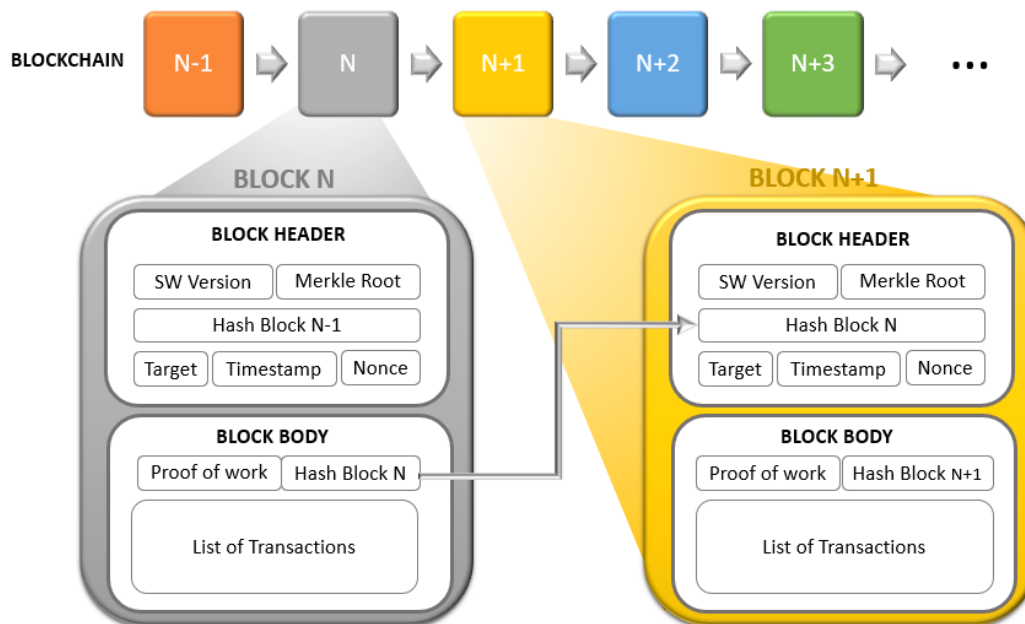 BLOCKCHAIN N-1 N N+1 N+2 N+3 ...
BLOCK N
BLOCK HEADER
SW Version Merkle Root
Hash Block N-1
Target Timestamp Nonce
BLOCK BODY
Proof of work Hash Block N
List of Transactions
BLOCK N+1
BLOCK HEADER
SW Version Merkle Root
Hash Block N
Target Timestamp Nonce
BLOCK BODY
Proof of work Hash Block N+1
List of Transactions